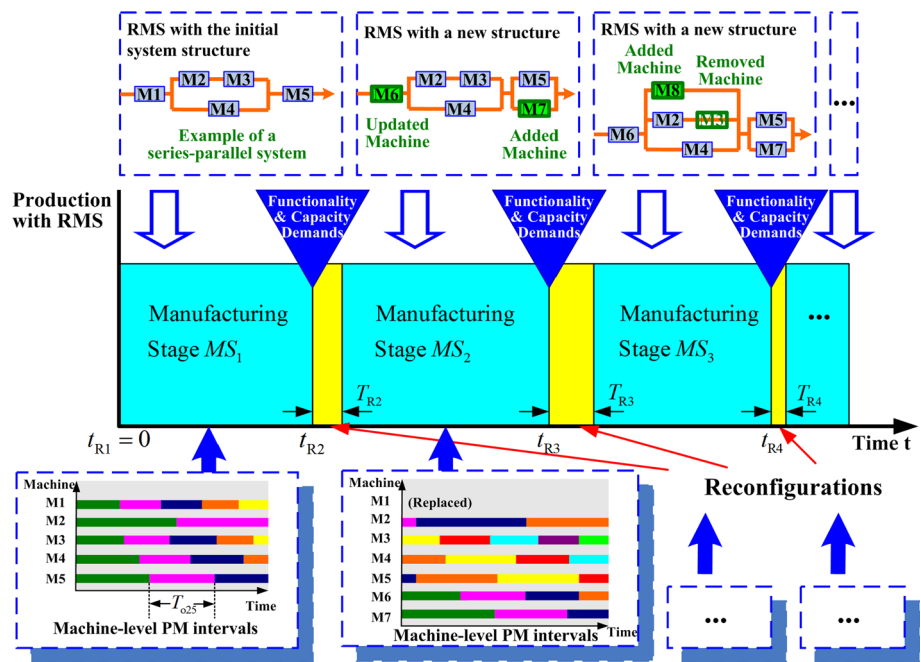 RMS with the initial
system structure
M1
M2
M3
M4
M5
Example of a
series-parallel system
RMS with a new structure
M6
M2
M3
M4
M5
M7
Updated
Machine
Added
Machine
RMS with a new structure
Added
Machine
Removed
Machine
M8
M6
M2
M3
M4
M5
M7
...
Production
with RMS
Functionality
& Capacity
Demands
Functionality
& Capacity
Demands
Functionality
& Capacity
Demands
Manufacturing
Stage MS1
Manufacturing
Stage MS2
Manufacturing
Stage MS3
...
TR2
TR3
TR4
tR1 = 0
tR2
tR3
tR4
Time t
Reconfigurations
Machine
M1
M2
M3
M4
M5
To25
Time
Machine-level PM intervals
Machine
M1
(Replaced)
M2
M3
M4
M5
M6
M7
Time
Machine-level PM intervals
...
...